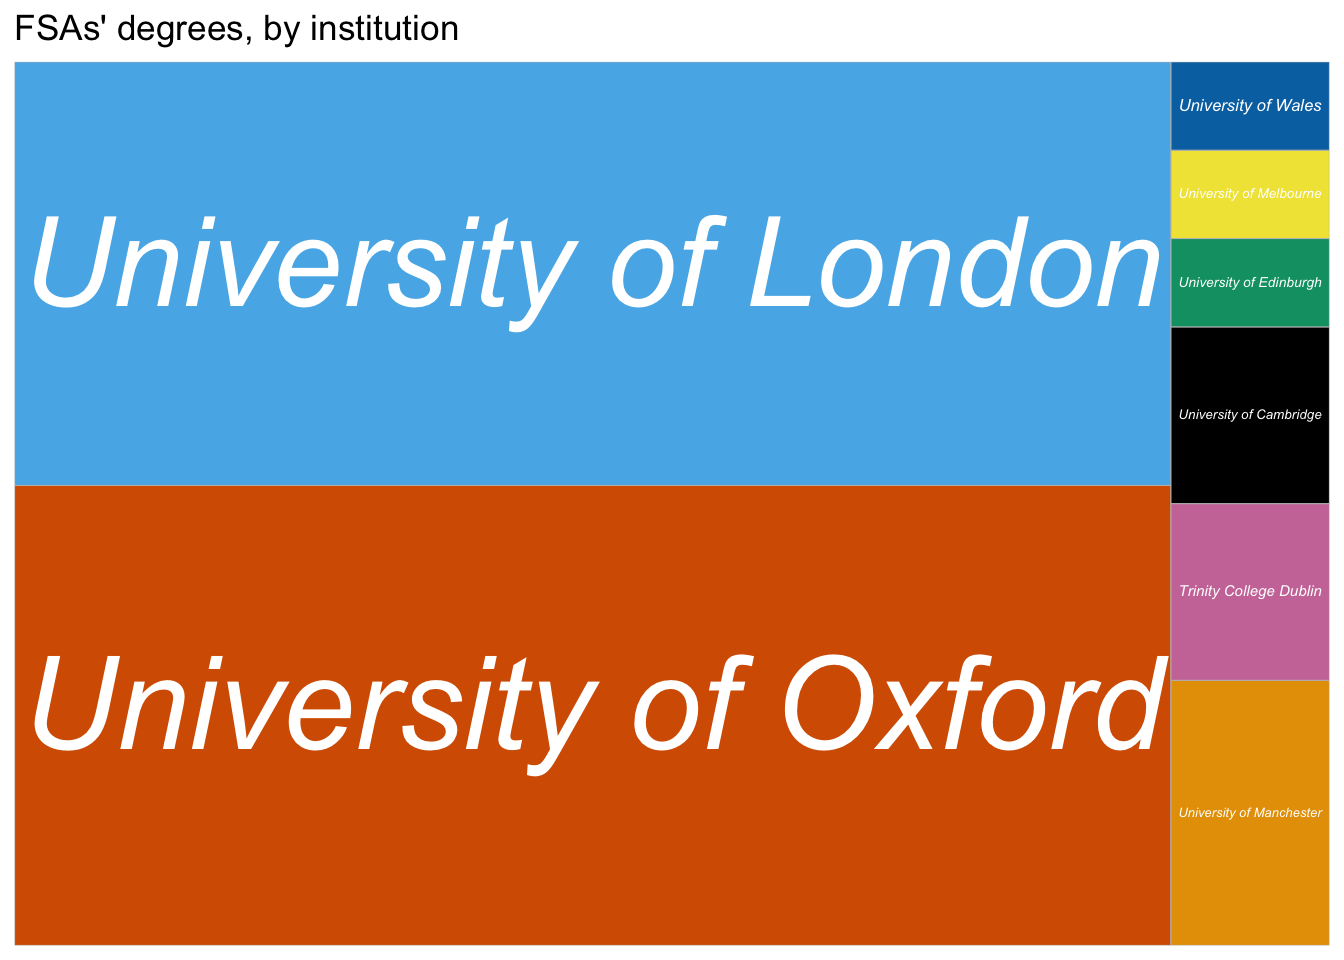 FSAs' degrees, by institution
University of London
University of Oxford
University of Wales
University of Melbourne
University of Edinburgh
University of Cambridge
Trinity College Dublin
University of Manchester